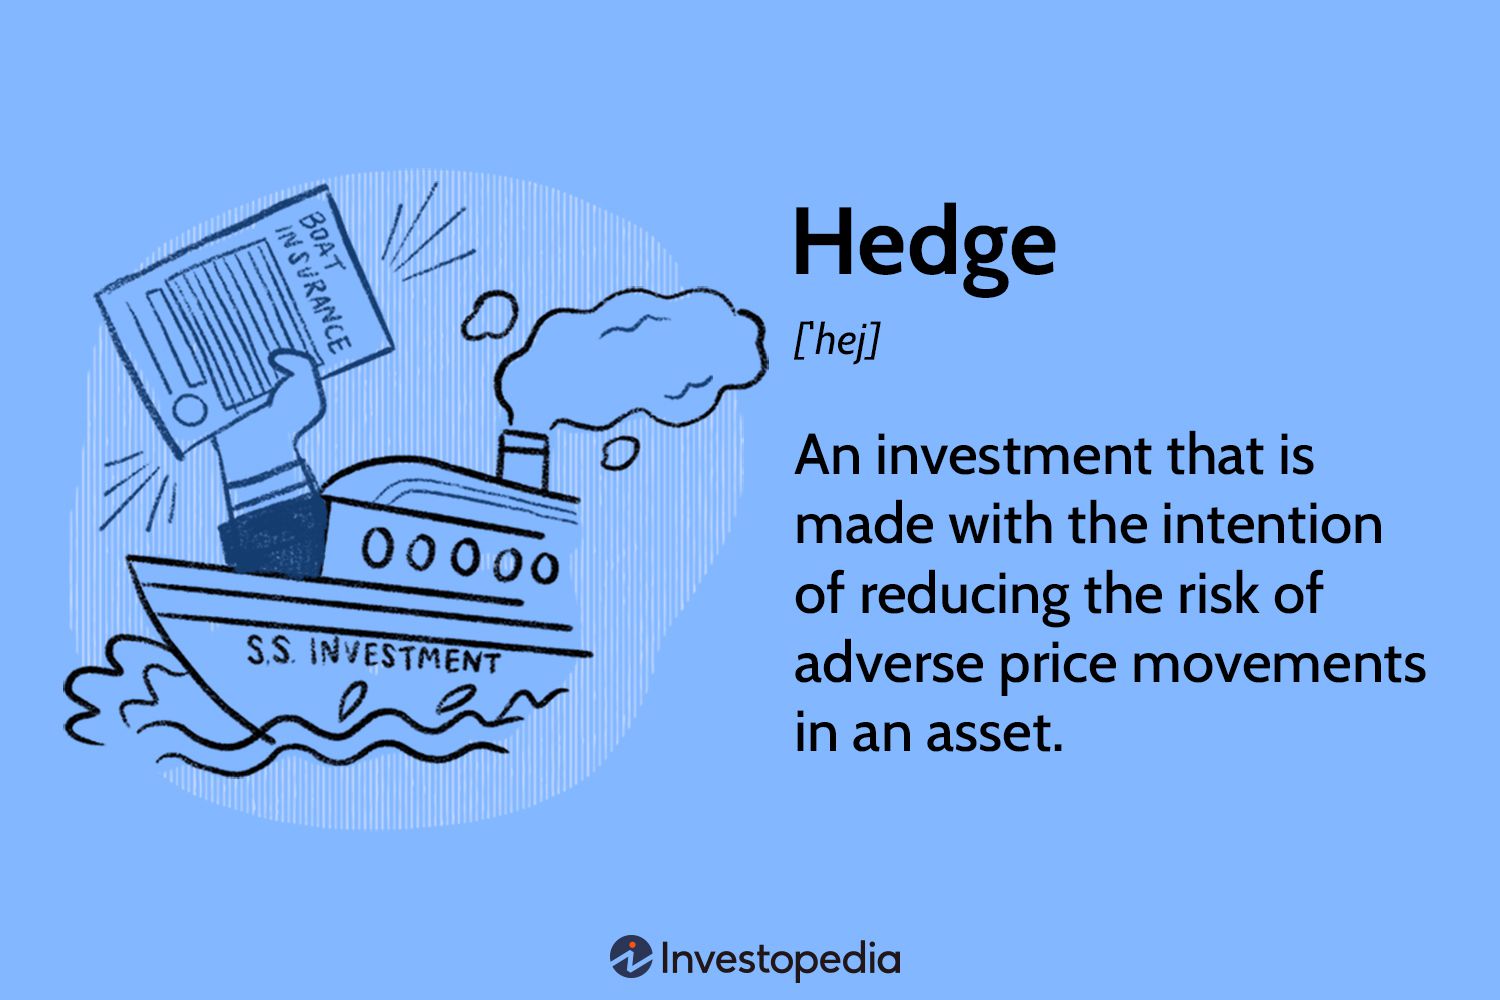 BOAT
INSURANCE
S.S. INVESTMENT
Hedge
['hej]
An investment that is
made with the intention
of reducing the risk of
adverse price movements
in an asset.
Investopedia